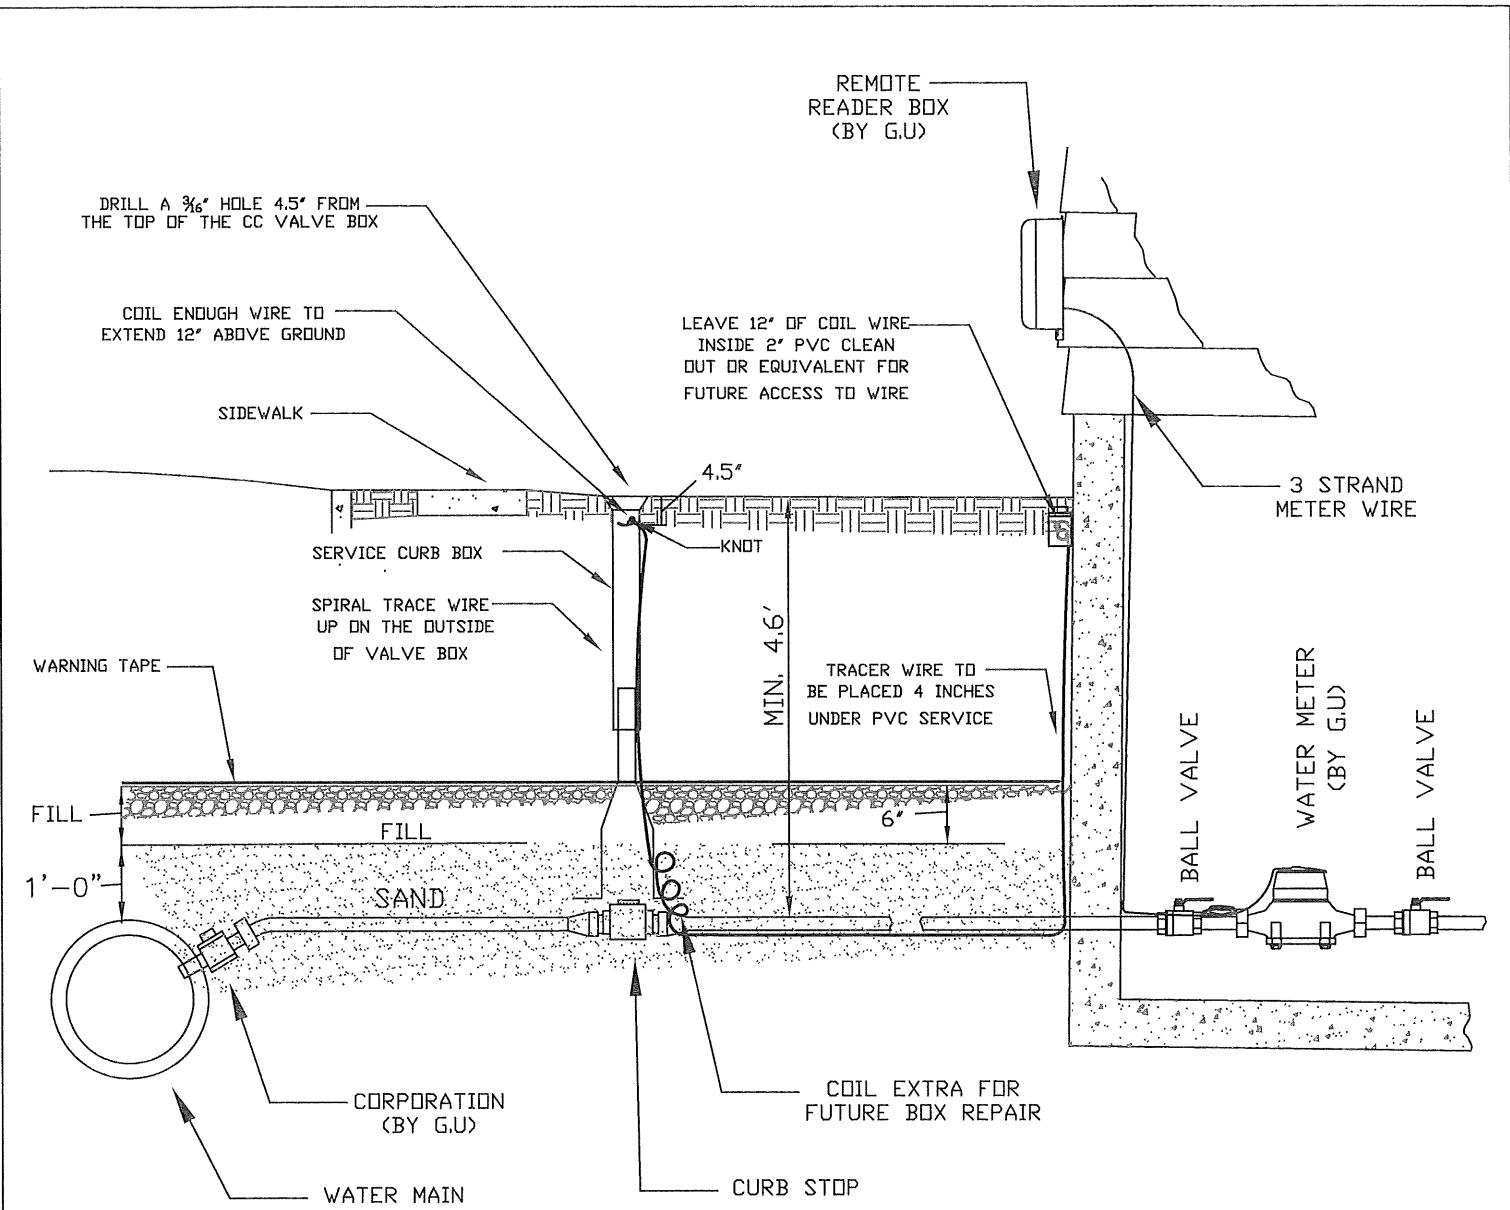 REMOTE
READER BOX
(BY G.U)
DRILL A 3/16" HOLE 4.5" FROM
THE TOP OF THE CC VALVE BOX
COIL ENOUGH WIRE TO
EXTEND 12" ABOVE GROUND
LEAVE 12" OF COIL WIRE
INSIDE 2" PVC CLEAN
OUT OR EQUIVALENT FOR
FUTURE ACCESS TO WIRE
SIDEWALK
4.5"
3 STRAND
METER WIRE
KNOT
SERVICE CURB BOX
SPIRAL TRACE WIRE
UP ON THE OUTSIDE
OF VALVE BOX
MIN. 4.6'
WARNING TAPE
TRACER WIRE TO
BE PLACED 4 INCHES
UNDER PVC SERVICE
BALL VALVE
WATER METER
(BY G.U)
BALL VALVE
FILL
FILL
6"
1'-0"
SAND
CORPORATION
(BY G.U)
COIL EXTRA FOR
FUTURE BOX REPAIR
WATER MAIN
CURB STOP